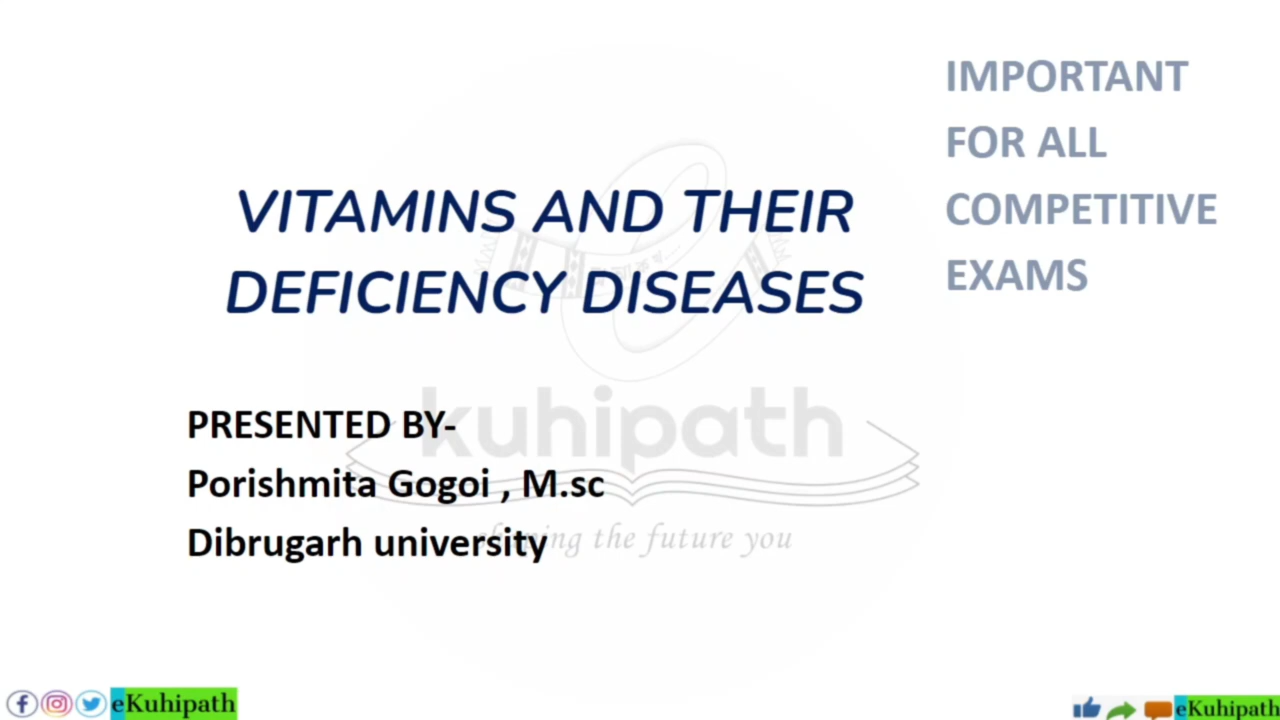 IMPORTANT
FOR ALL
COMPETITIVE
EXAMS
VITAMINS AND THEIR
DEFICIENCY DISEASES
kuhipath
PRESENTED BY-
Porishmita Gogoi , M.sc
Dibrugarh university
the future you
eKuhipath
eKuhipath